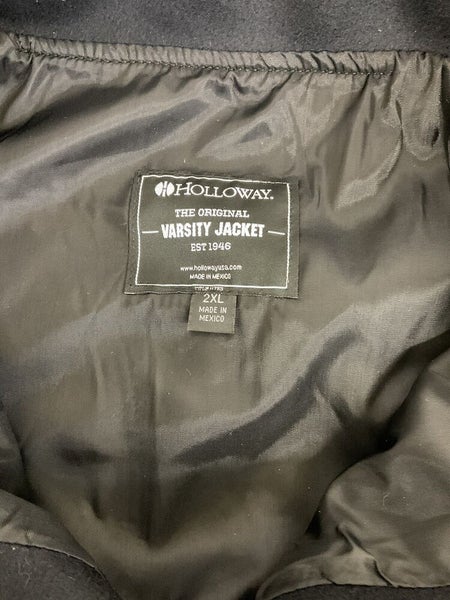 HOLLOWAY.
THE ORIGINAL
VARSITY JACKET
EST 1946
www.hollowayusa.com
MADE IN MEXICO
2XL
MADE IN
MEXICO